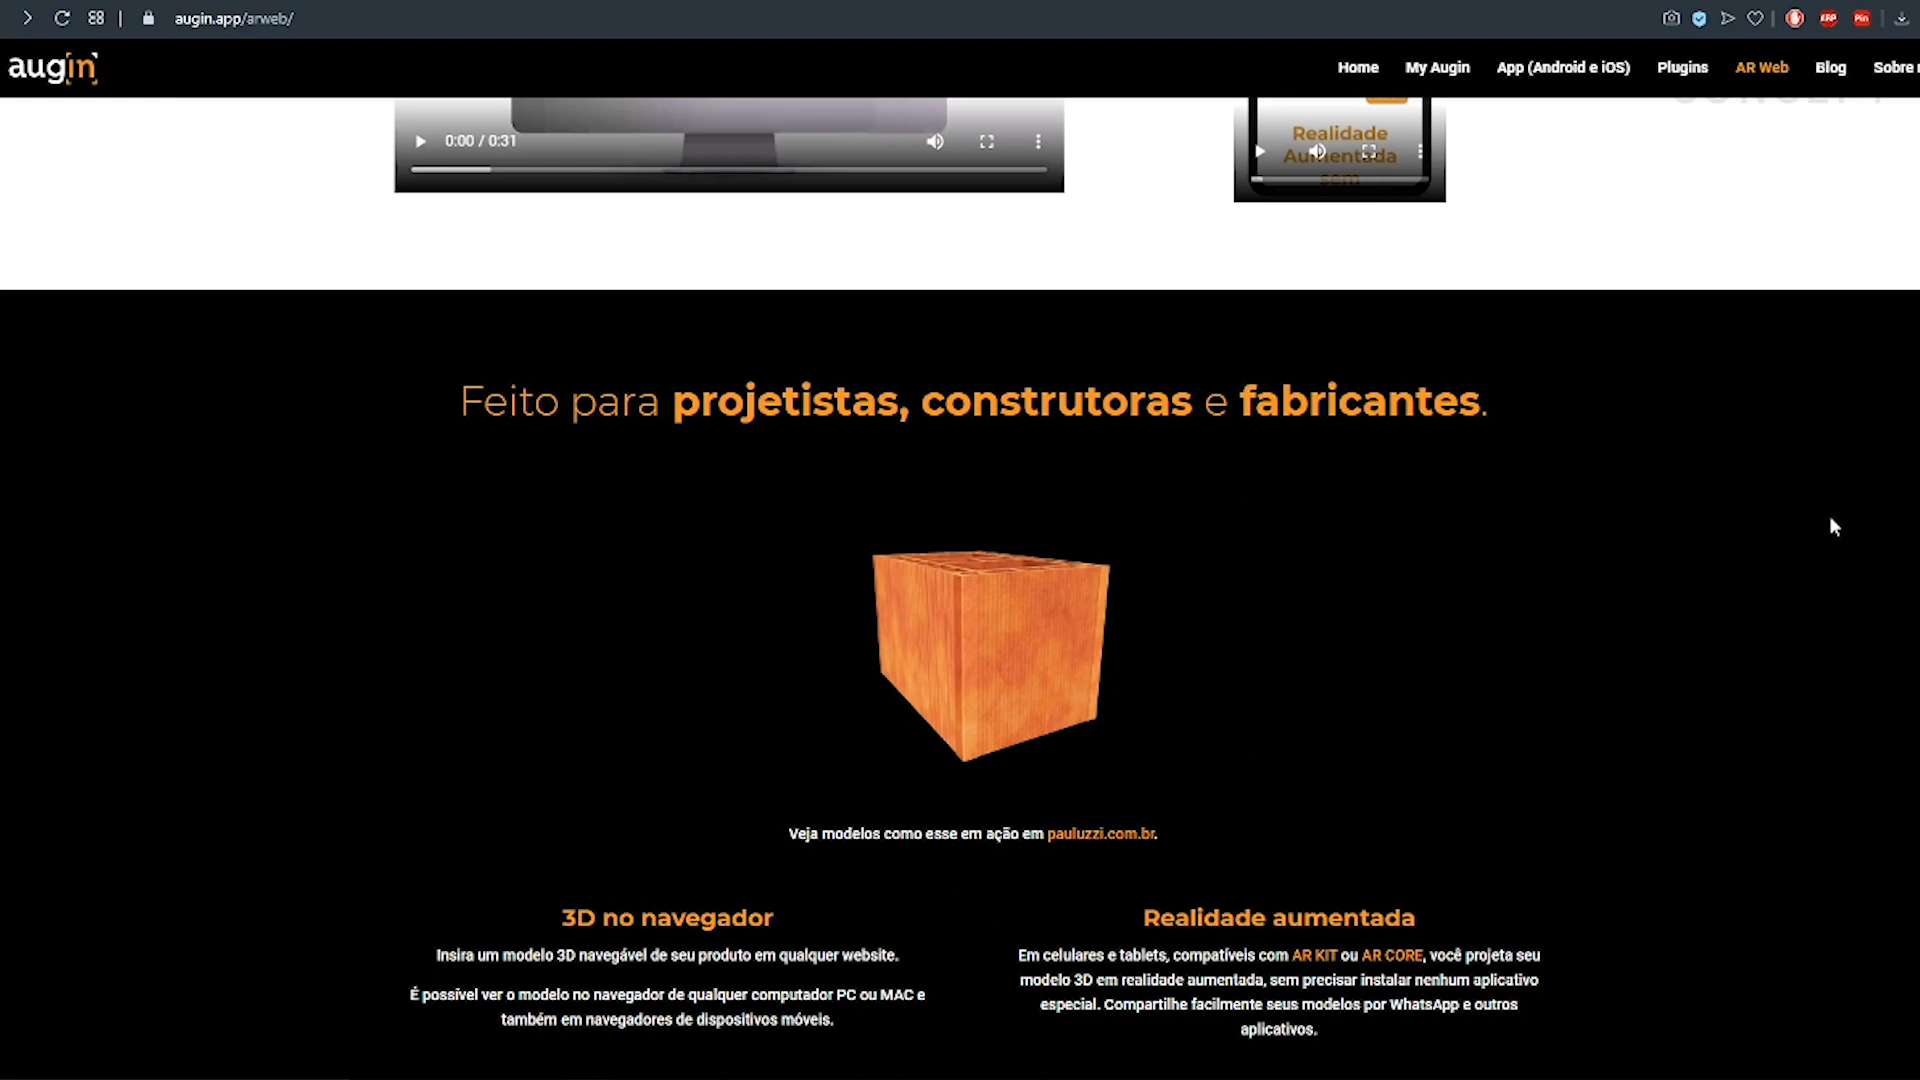 augin.app/arweb/
ABP
Pin
augin
Home My Augin App (Android e iOS) Plugins AR Web Blog Sobre
0:00 / 0:31
Realidade
Aumentada
sem
Feito para projetistas, construtoras e fabricantes.
Veja modelos como esse em ação em pauluzzi.com.br.
3D no navegador
Insira um modelo 3D navegável de seu produto em qualquer website.
É possível ver o modelo no navegador de qualquer computador PC ou MAC e
também em navegadores de dispositivos móveis.
Realidade aumentada
Em celulares e tablets, compatíveis com AR KIT ou AR CORE, você projeta seu
modelo 3D em realidade aumentada, sem precisar instalar nenhum aplicativo
especial. Compartilhe facilmente seus modelos por WhatsApp e outros
aplicativos.